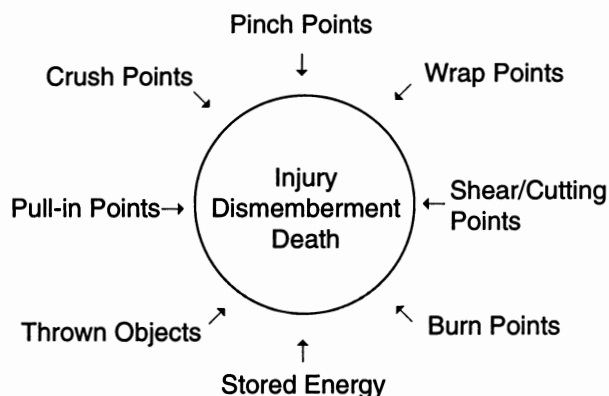 Pinch Points
Crush Points
Wrap Points
Injury
Dismemberment
Death
Pull-in Points
Shear/Cutting
Points
Thrown Objects
Burn Points
Stored Energy